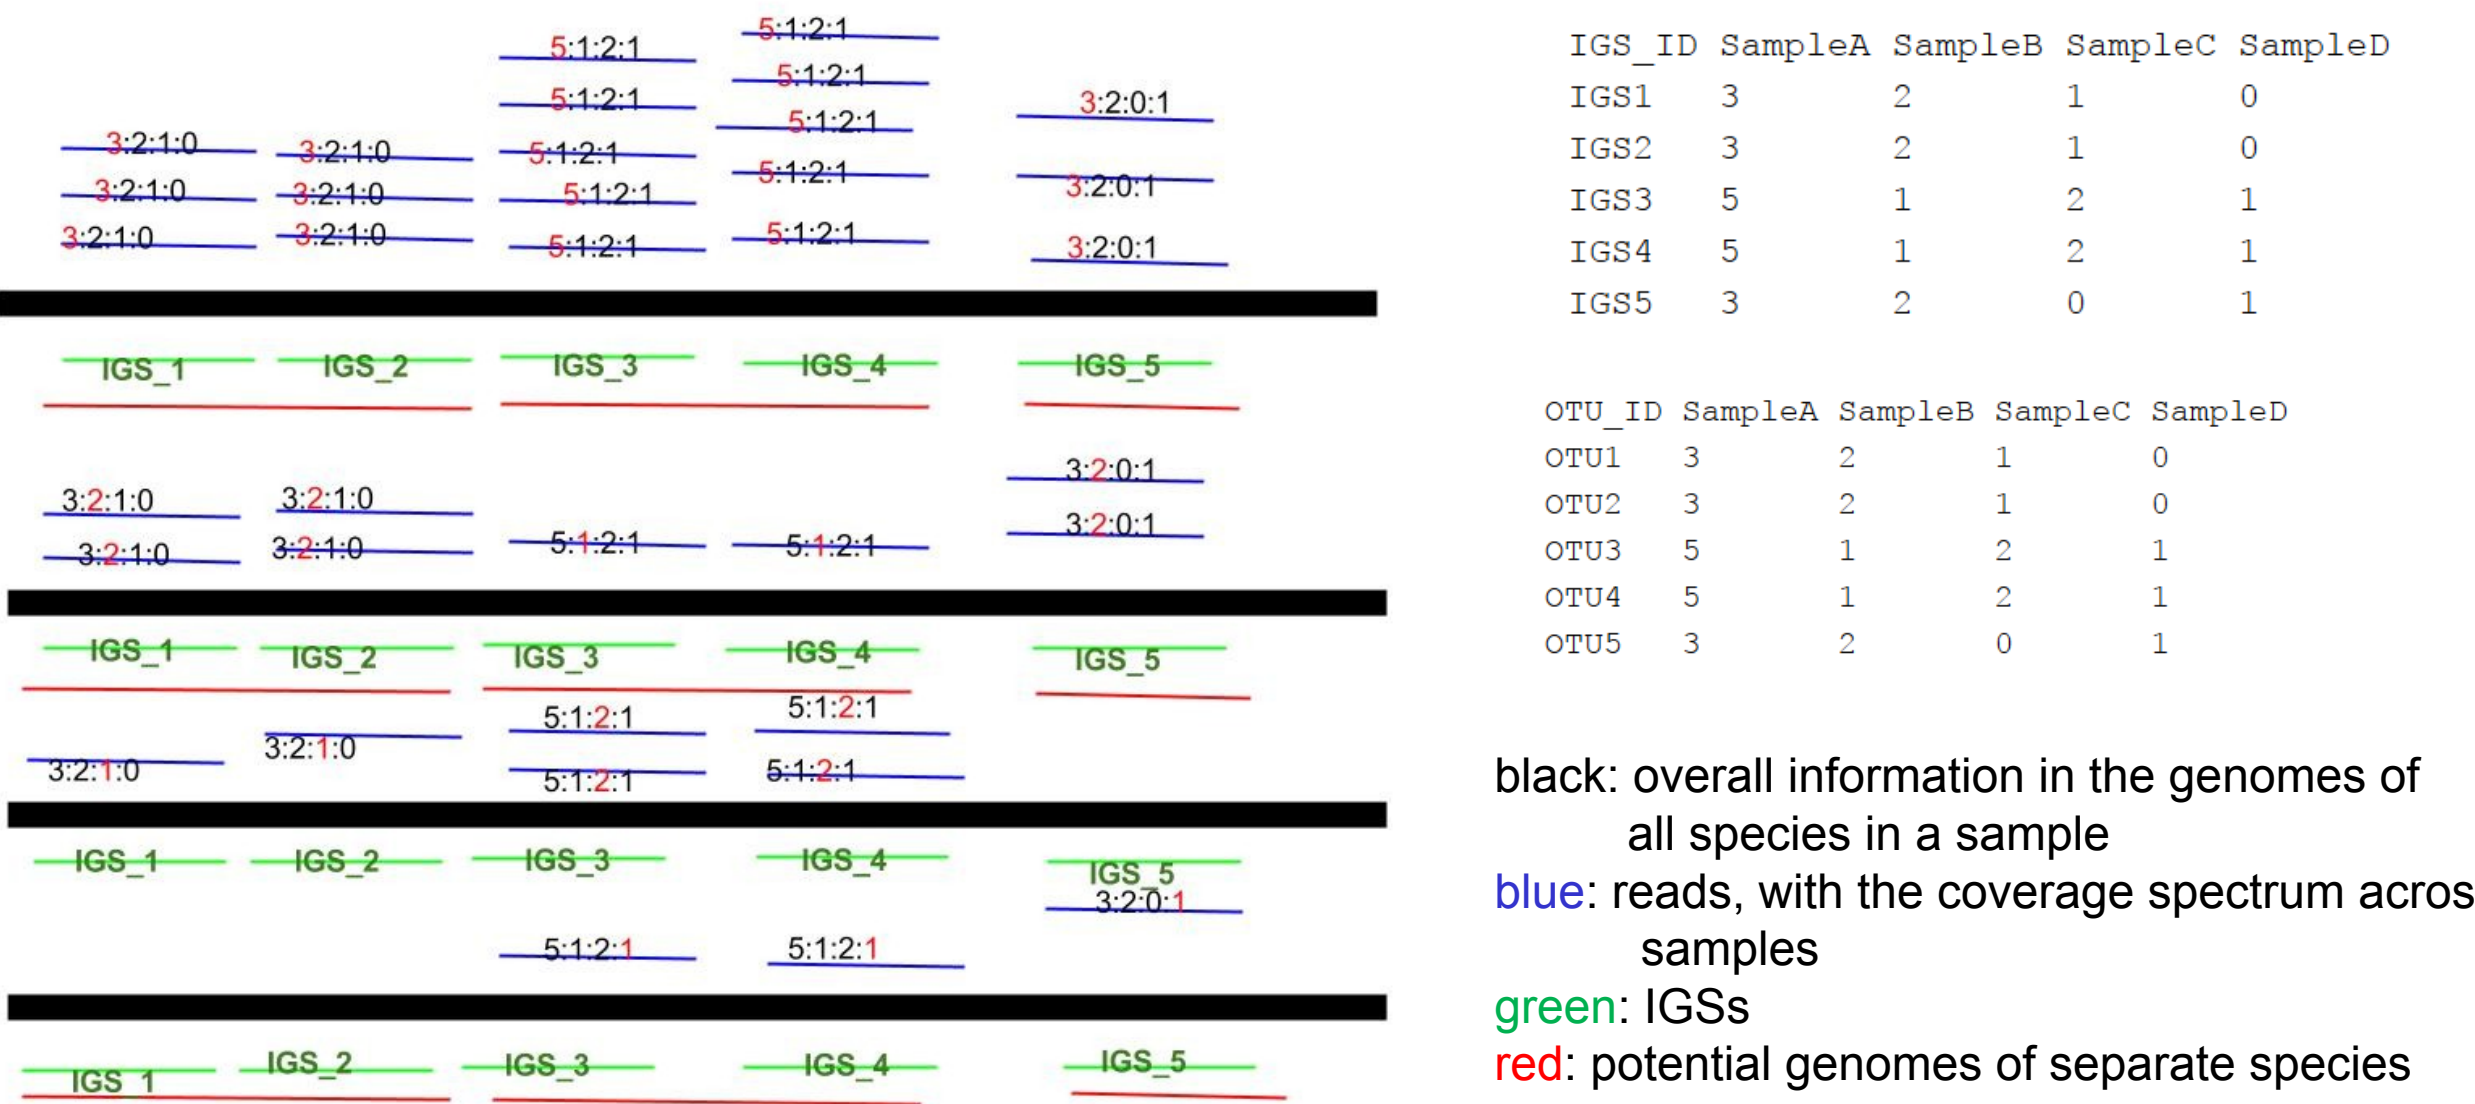 5:1:2:1
5:1:2:1
5:1:2:1
5:1:2:1
3:2:0:1
5:1:2:1
5:1:2:1
3:2:1:0
3:2:1:0
5:1:2:1
5:1:2:1
3:2:0:1
3:2:1:0
3:2:1:0
5:1:2:1
3:2:1:0
3:2:1:0
5:1:2:1
5:1:2:1
3:2:0:1
IGS_1 IGS_2 IGS_3 IGS_4 IGS_5
3:2:0:1
3:2:1:0 3:2:1:0
3:2:0:1
3:2:1:0 3:2:1:0 5:1:2:1 5:1:2:1
IGS_1 IGS_2 IGS_3 IGS_4 IGS_5
5:1:2:1 5:1:2:1
3:2:1:0 3:2:1:0
5:1:2:1 5:1:2:1
IGS_1 IGS_2 IGS_3 IGS_4 IGS_5
3:2:0:1
5:1:2:1 5:1:2:1
IGS_1 IGS_2 IGS_3 IGS_4 IGS_5
IGS_ID SampleA SampleB SampleC SampleD
IGS1 3 2 1 0
IGS2 3 2 1 0
IGS3 5 1 2 1
IGS4 5 1 2 1
IGS5 3 2 0 1
OTU_ID SampleA SampleB SampleC SampleD
OTU1 3 2 1 0
OTU2 3 2 1 0
OTU3 5 1 2 1
OTU4 5 1 2 1
OTU5 3 2 0 1
black: overall information in the genomes of
all species in a sample
blue: reads, with the coverage spectrum acros
samples
green: IGSs
red: potential genomes of separate species